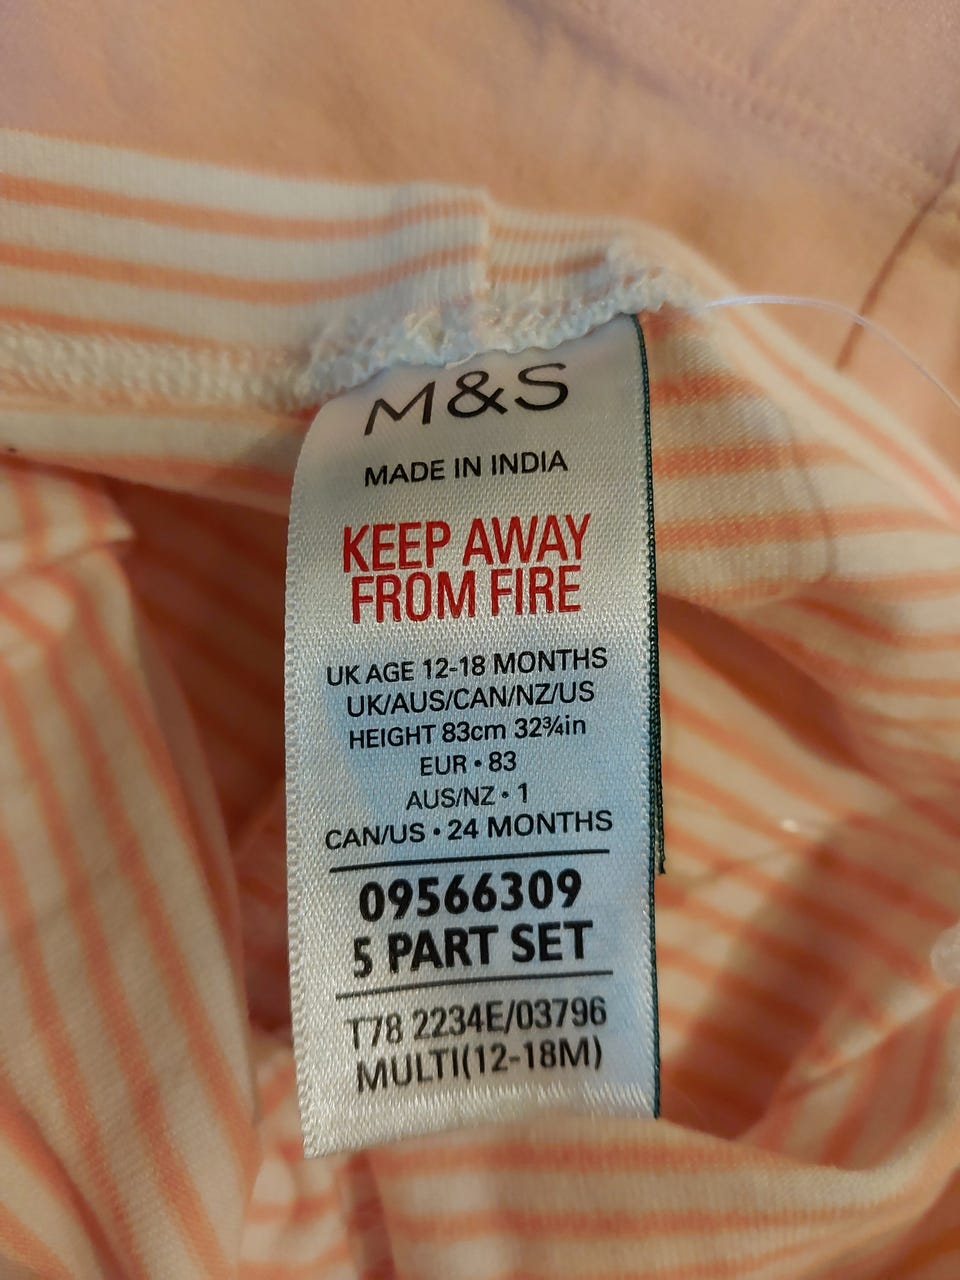 M&S
MADE IN INDIA
KEEP AWAY
FROM FIRE
UK AGE 12-18 MONTHS
UK/AUS/CAN/NZ/US
HEIGHT 83cm 32¾in
EUR • 83
AUS/NZ • 1
CAN/US • 24 MONTHS
09566309
5 PART SET
T78 2234E/03796
MULTI(12-18M)